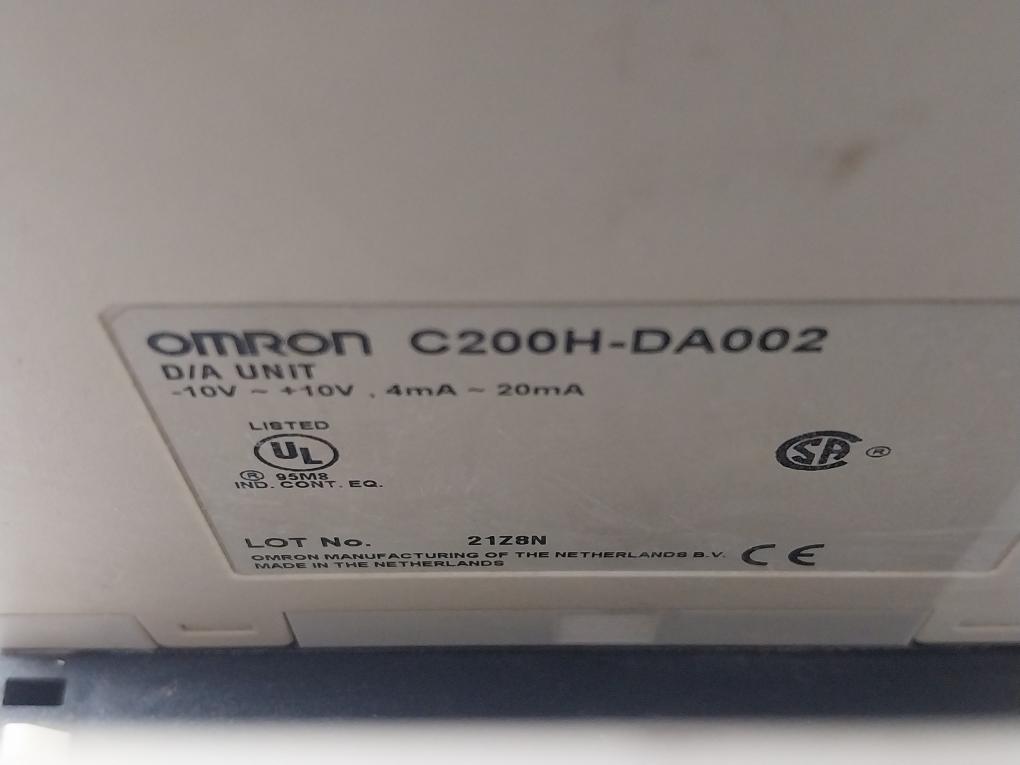 OMRON C200H-DA002
D/A UNIT
-10V ~ +10V , 4mA ~ 20mA
LISTED
UL
® 95M8
IND. CONT. EQ.
SA ®
LOT No. 21Z8N
OMRON MANUFACTURING OF THE NETHERLANDS B.V.
MADE IN THE NETHERLANDS
CE